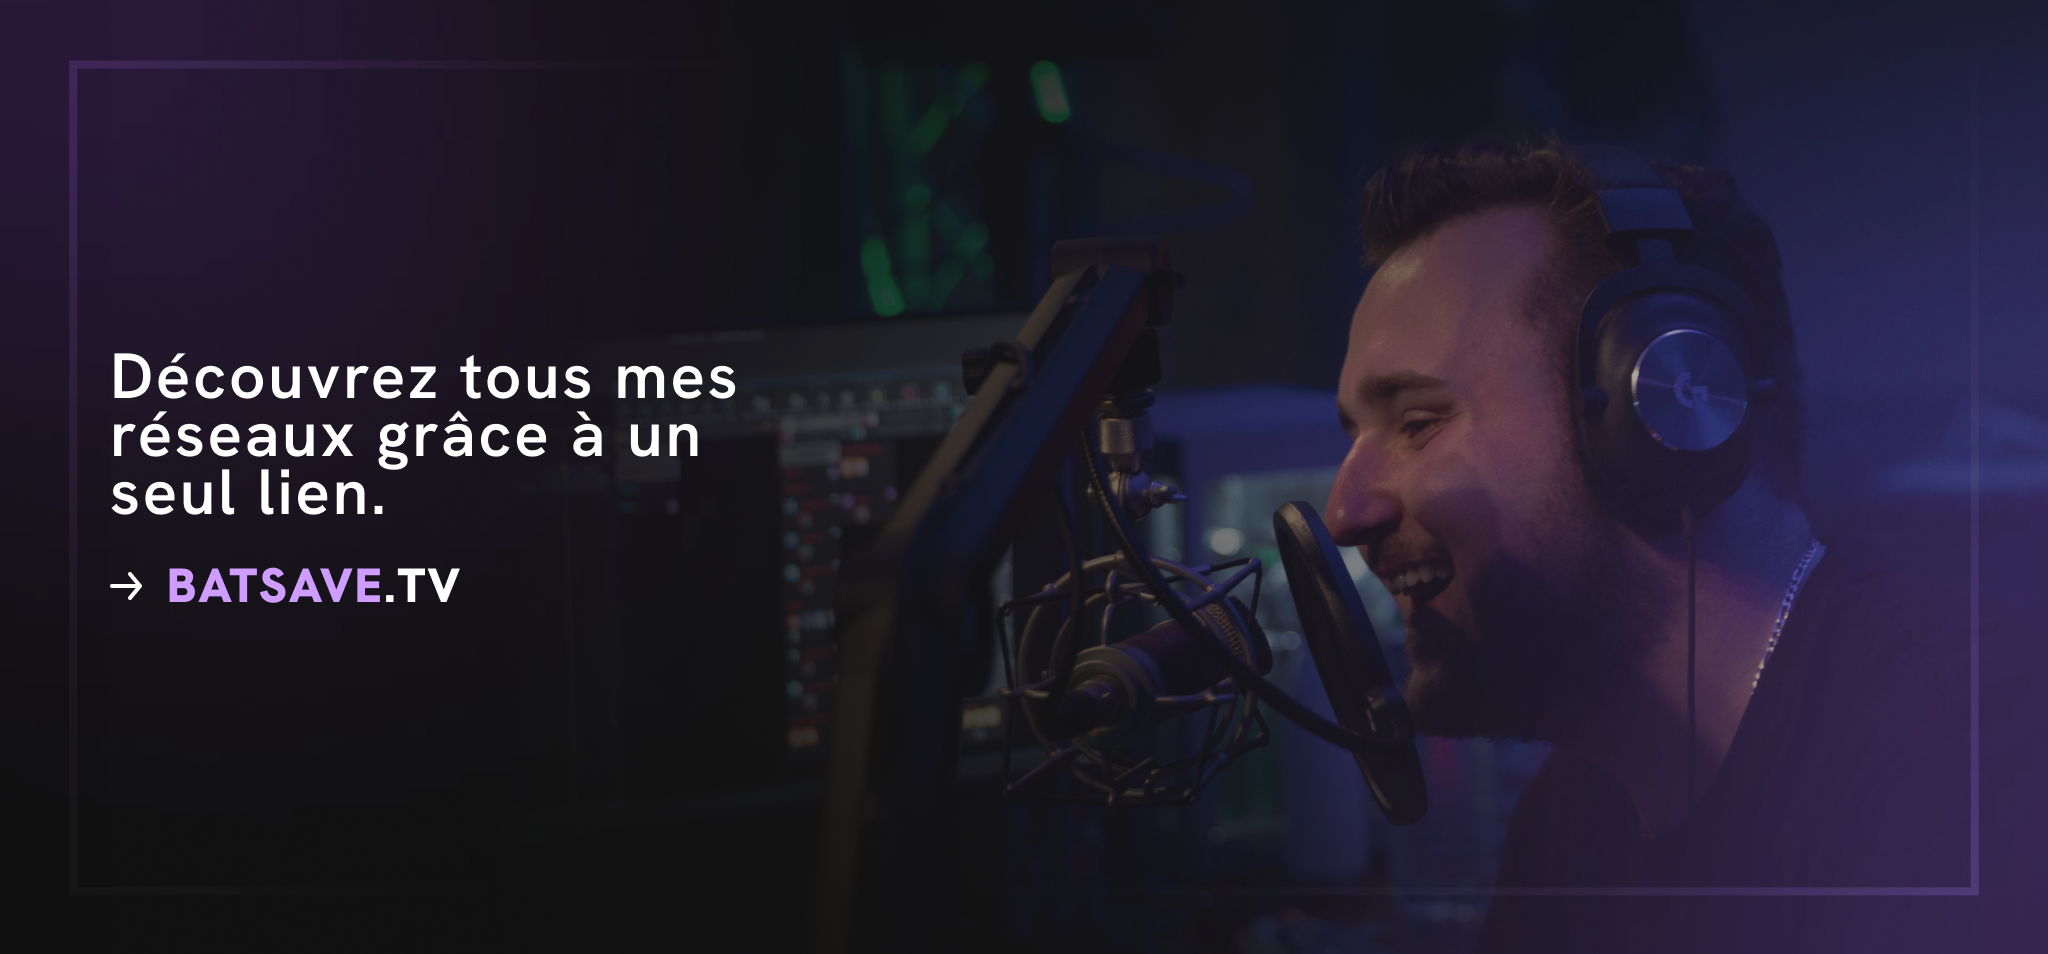 Découvrez tous mes
réseaux grâce à un
seul lien.
→ BATSAVE.TV